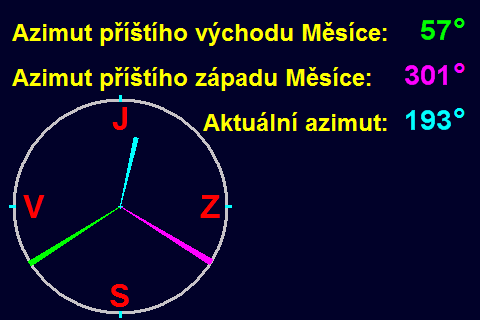 Azimut příštího východu Měsíce: 57°
Azimut příštího západu Měsíce: 301°
Aktuální azimut: 193°
J
V
Z
S